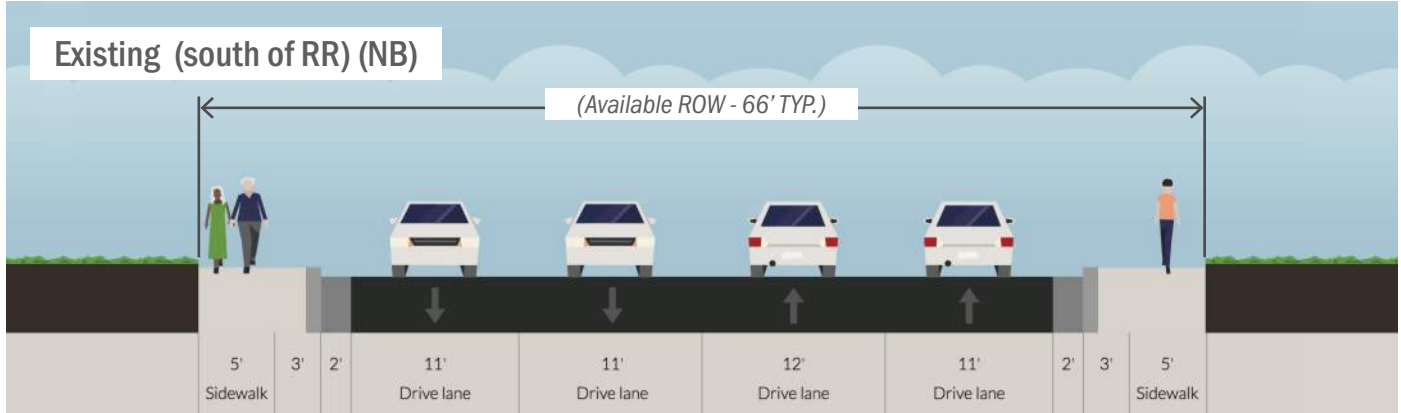 Existing (south of RR) (NB)
(Available ROW - 66' TYP.)
5' 3' 2' 11' 11' 12' 11' 2' 3' 5'
Sidewalk Drive lane Drive lane Drive lane Drive lane Sidewalk